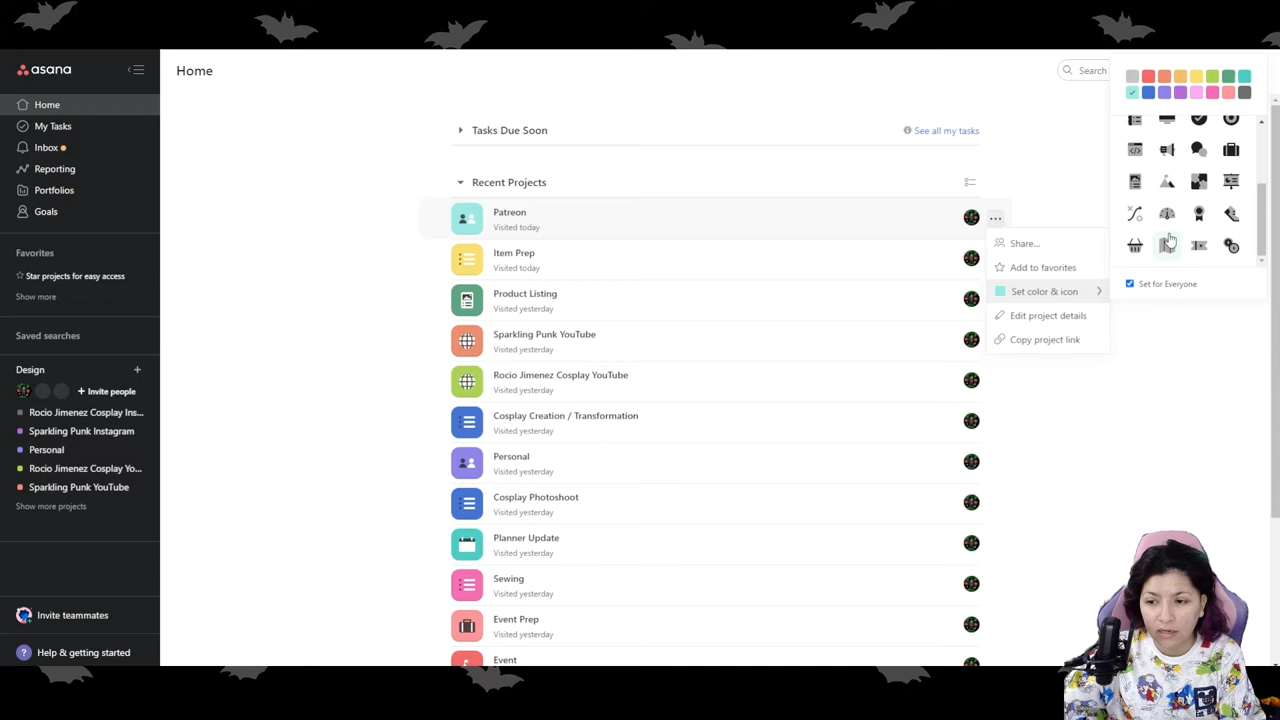 asana
Home
Search
Home
My Tasks
Inbox
Reporting
Portfolios
Goals
Favorites
Star projects for easy access
Show more
Saved searches
Design
+
Invite people
Rocio Jimenez Cosplay Ins...
Sparkling Punk Instagram
Personal
Rocio Jimenez Cosplay Yo...
Sparkling Punk YouTube
Show more projects
Invite teammates
? Help & getting started
Tasks Due Soon
See all my tasks
Recent Projects
Patreon
Visited today
Item Prep
Visited today
Product Listing
Visited yesterday
Sparkling Punk YouTube
Visited yesterday
Rocio Jimenez Cosplay YouTube
Visited yesterday
Cosplay Creation / Transformation
Visited yesterday
Personal
Visited yesterday
Cosplay Photoshoot
Visited yesterday
Planner Update
Visited yesterday
Sewing
Visited yesterday
Event Prep
Visited yesterday
Event
Share...
Add to favorites
Set color & icon
Edit project details
Copy project link
Set for Everyone